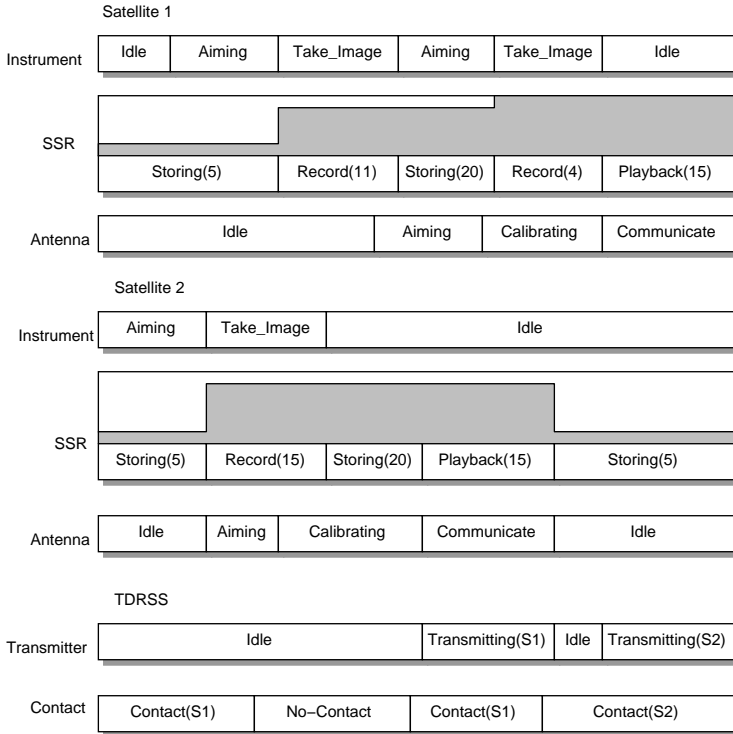 Satellite 1
Instrument Idle Aiming Take_Image Aiming Take_Image Idle
SSR
Storing(5) Record(11) Storing(20) Record(4) Playback(15)
Antenna Idle Aiming Calibrating Communicate
Satellite 2
Instrument Aiming Take_Image Idle
SSR
Storing(5) Record(15) Storing(20) Playback(15) Storing(5)
Antenna Idle Aiming Calibrating Communicate Idle
TDRSS
Transmitter Idle Transmitting(S1) Idle Transmitting(S2)
Contact Contact(S1) No−Contact Contact(S1) Contact(S2)